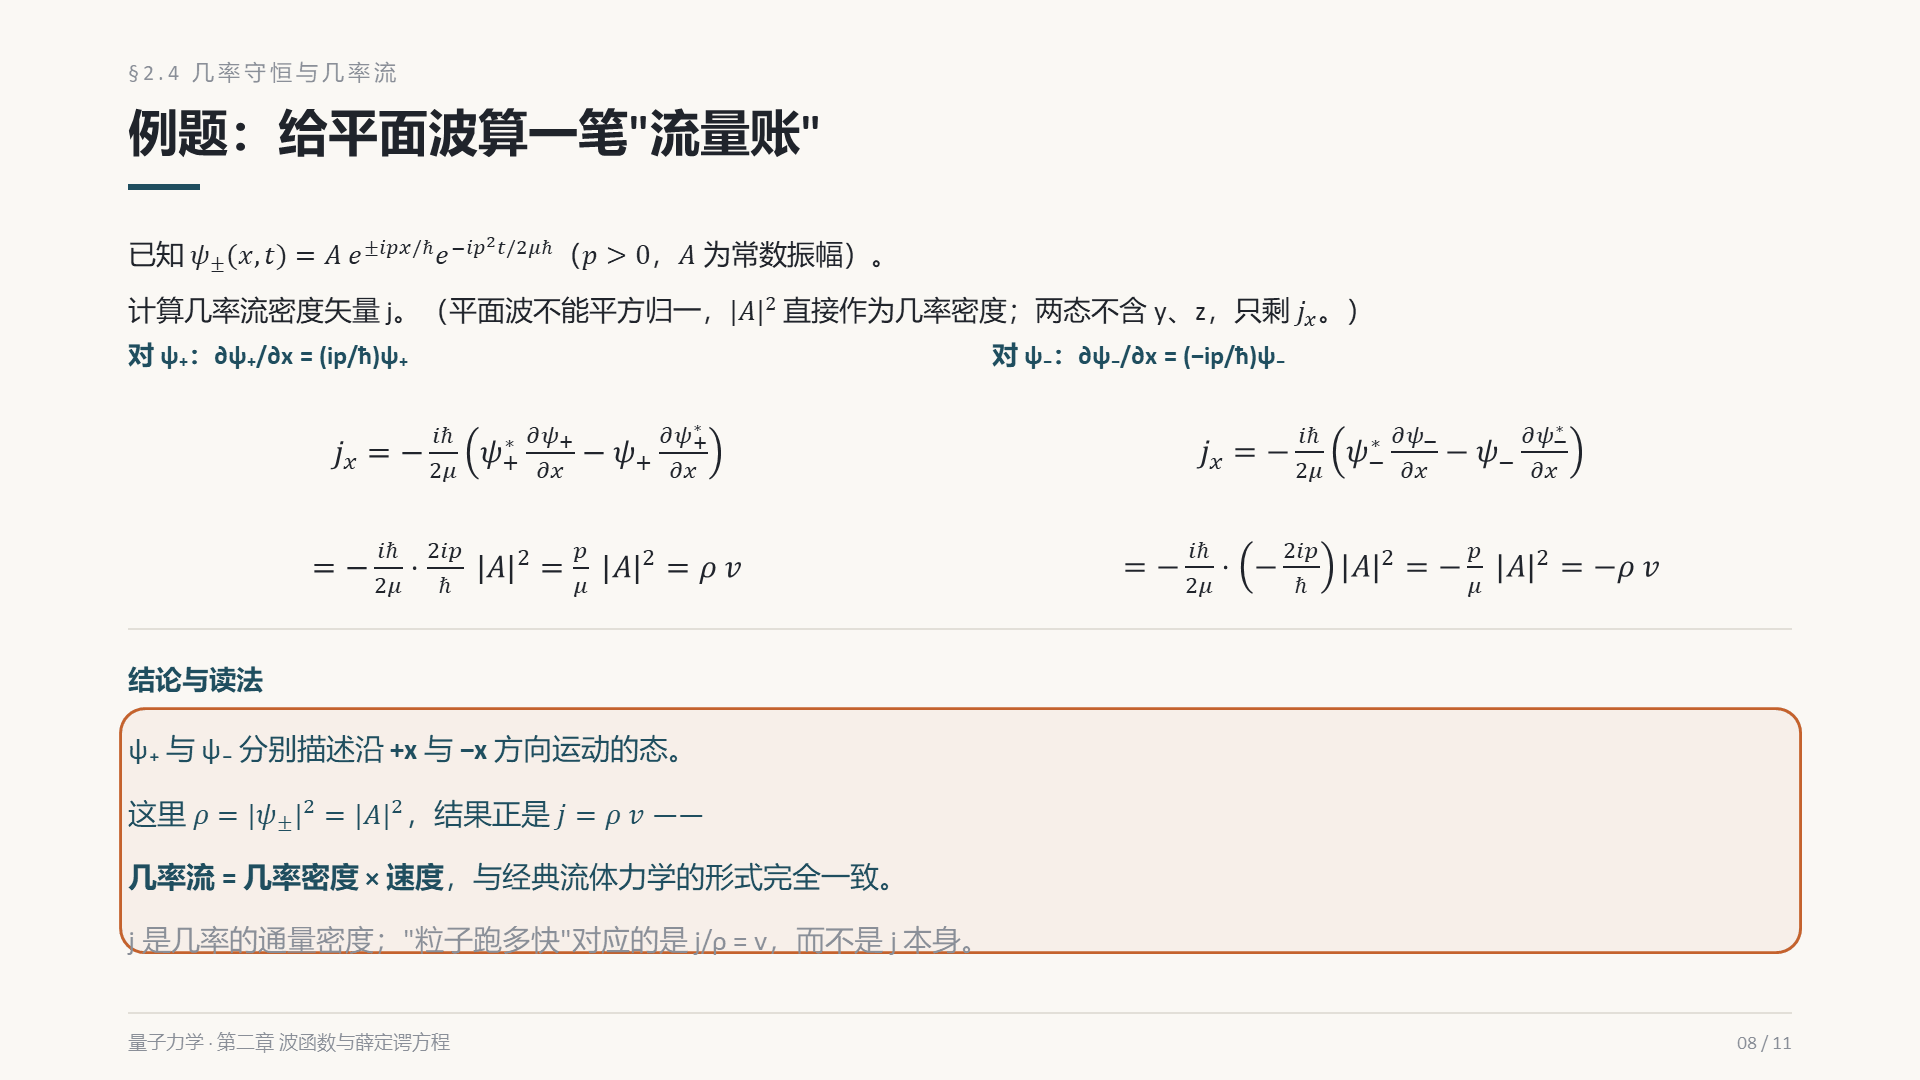 §2.4 几率守恒与几率流
例题：给平面波算一笔"流量账"
已知 ψ±(x,t) = A e^{±ipx/ħ}e^{−ip²t/2μħ}（p > 0，A 为常数振幅）。
计算几率流密度矢量 j。（平面波不能平方归一，|A|² 直接作为几率密度；两态不含 y、z，只剩 jₓ。）
对 ψ₊：∂ψ₊/∂x = (ip/ħ)ψ₊
对 ψ₋：∂ψ₋/∂x = (−ip/ħ)ψ₋
jₓ = −iħ/2μ (ψ₊* ∂ψ₊/∂x − ψ₊ ∂ψ₊*/∂x)
= −iħ/2μ · 2ip/ħ |A|² = p/μ |A|² = ρ v
jₓ = −iħ/2μ (ψ₋* ∂ψ₋/∂x − ψ₋ ∂ψ₋*/∂x)
= −iħ/2μ · (−2ip/ħ)|A|² = −p/μ |A|² = −ρ v
结论与读法
ψ₊ 与 ψ₋ 分别描述沿 +x 与 −x 方向运动的态。
这里 ρ = |ψ±|² = |A|²，结果正是 j = ρ v ——
几率流 = 几率密度 × 速度，与经典流体力学的形式完全一致。
j 是几率的通量密度；"粒子跑多快"对应的是 j/ρ = v，而不是 j 本身。
量子力学 · 第二章 波函数与薛定谔方程
08 / 11